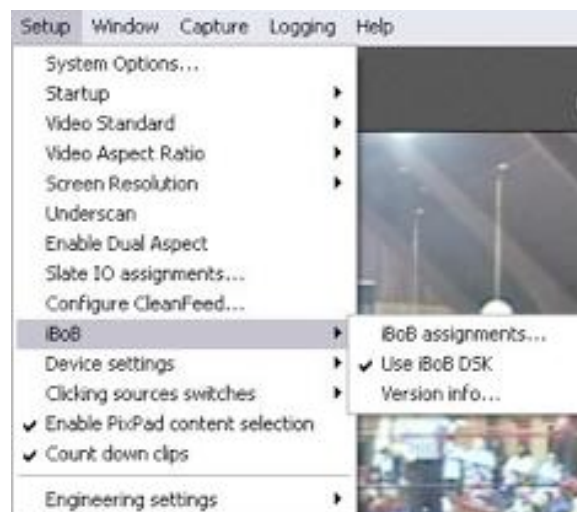 Setup Window Capture Logging Help
System Options...
Startup
Video Standard
Video Aspect Ratio
Screen Resolution
Underscan
Enable Dual Aspect
Slate IO assignments...
Configure CleanFeed...
iBoB
iBoB assignments...
Device settings
Use iBoB DSK
Clicking sources switches
Version info...
Enable PixPad content selection
Count down clips
Engineering settings